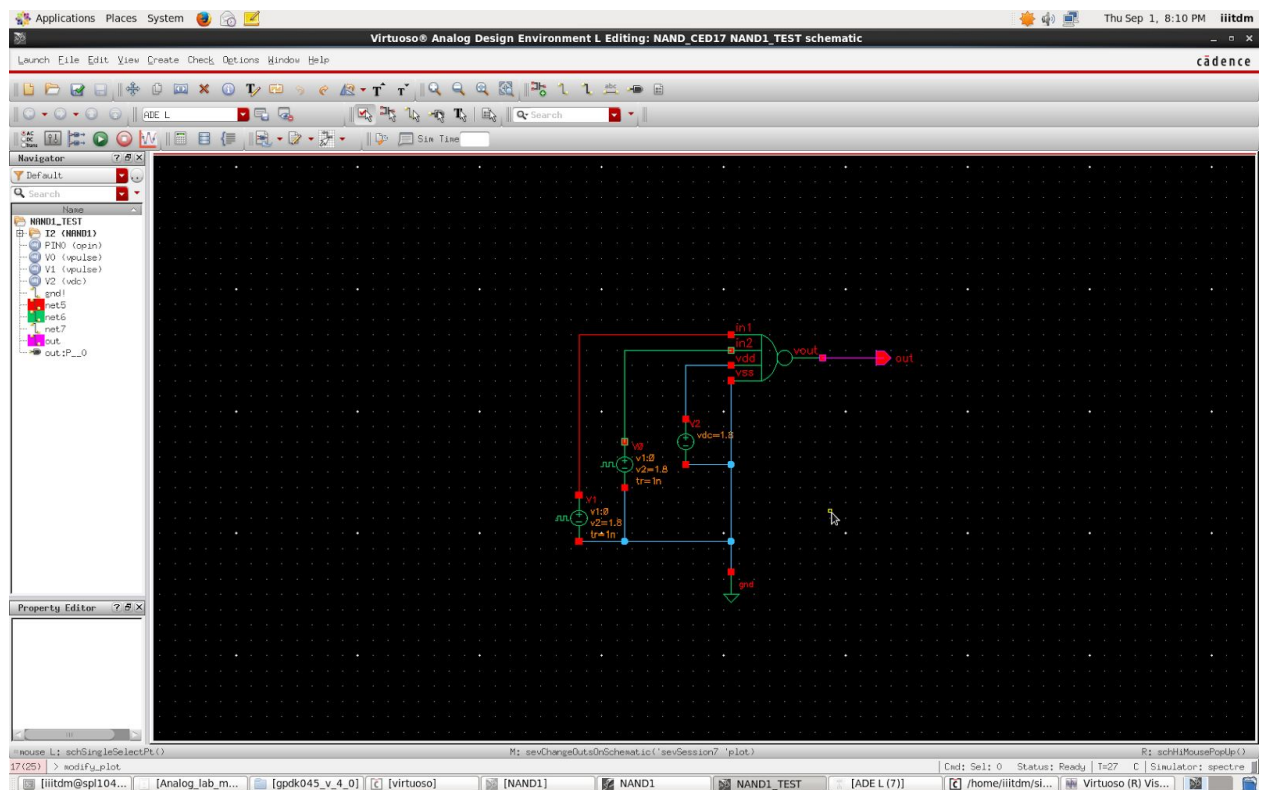 Applications Places System Thu Sep 1, 8:10 PM iiitdm
Virtuoso® Analog Design Environment L Editing: NAND_CED17 NAND1_TEST schematic
Launch File Edit View Create Check Options Window Help cādence
ADE L Search
Sim Time
Navigator
Default
Search
Name
NAND1_TEST
I2 (NAND1)
PIN0 (opin)
V0 (vpulse)
V1 (vpulse)
V2 (vdc)
gnd!
net5
net6
net7
out
out:P__0
in1
in2
vdd
vss
vout
out
V2
vdc=1.8
V0
v1:0
v2=1.8
tr=1n
V1
v1:0
v2=1.8
tr=1n
gnd
Property Editor
mouse L: schSingleSelectPt() M: sevChangeOutsOnSchematic('sevSession7 'plot) R: schHiMousePopUp()
17(25) > modify_plot Cmd: Sel: 0 Status: Ready T=27 C Simulator: spectre
[iiitdm@spl104... [Analog_lab_m... [gpdk045_v_4_0] [virtuoso] [NAND1] NAND1 NAND1_TEST [ADE L (7)] /home/iiitdm/si... Virtuoso (R) Vis...